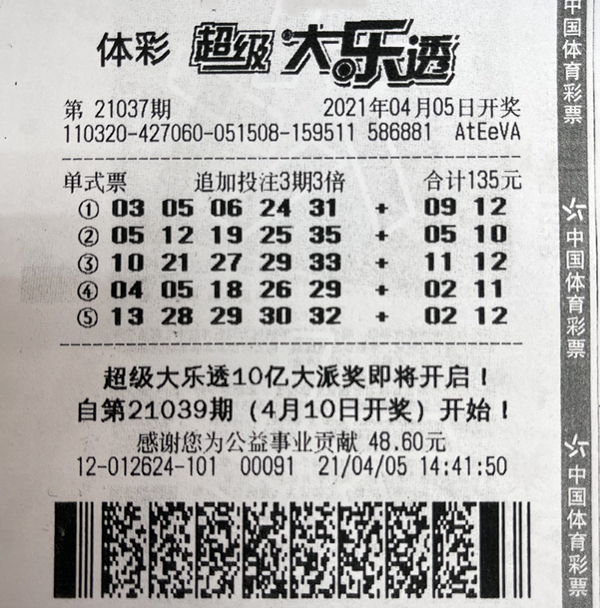 体彩 超级大乐透
第 21037期 2021年04月05日开奖
110320-427060-051508-159511 586881 AtEeVA
单式票 追加投注3期3倍 合计135元
① 03 05 06 24 31 + 09 12
② 05 12 19 25 35 + 05 10
③ 10 21 27 29 33 + 11 12
④ 04 05 18 26 29 + 02 11
⑤ 13 28 29 30 32 + 02 12
超级大乐透10亿大派奖即将开启！
自第21039期（4月10日开奖）开始！
感谢您为公益事业贡献 48.60元
12-012624-101 00091 21/04/05 14:41:50
中国体育彩票
中国体育彩票
中国体育彩票